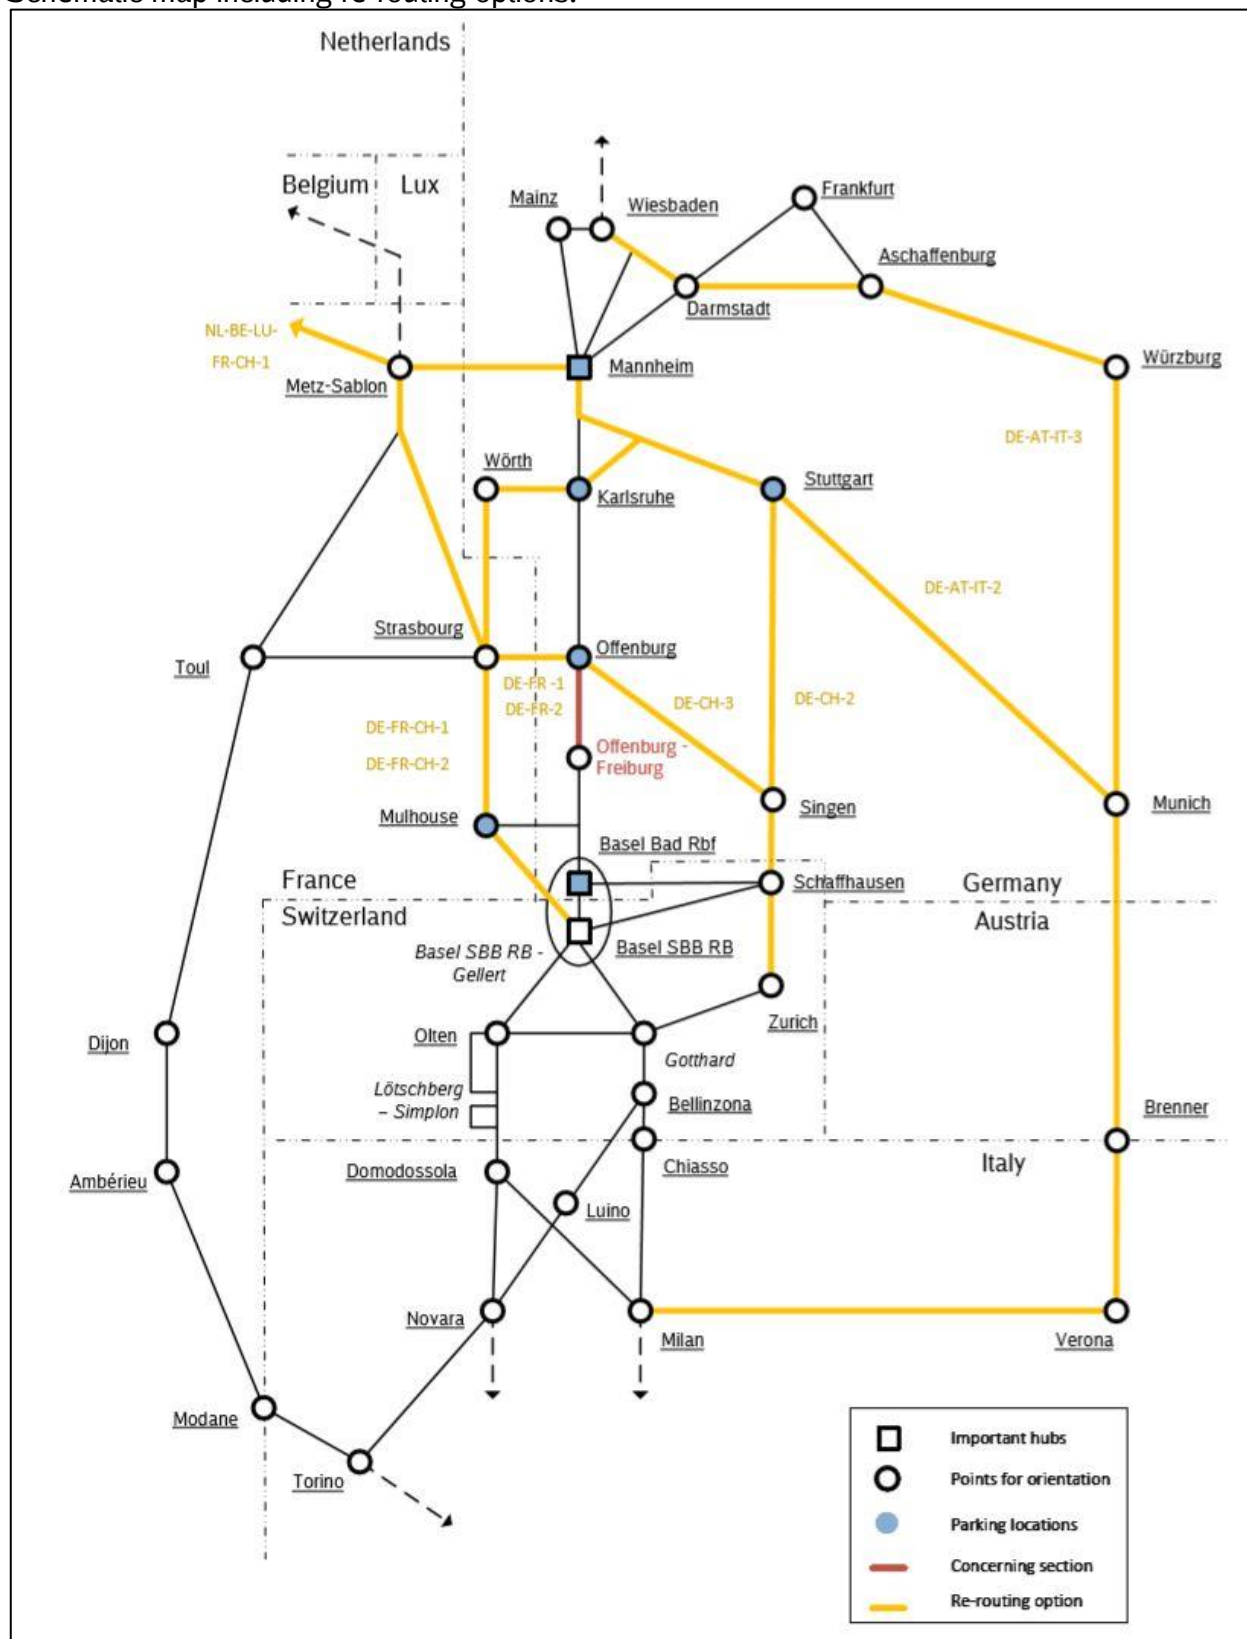 Schematic map including re-routing options:
Netherlands
Belgium
Lux
Mainz
Wiesbaden
Frankfurt
Aschaffenburg
Darmstadt
NL-BE-LU-
FR-CH-1
Metz-Sablon
Mannheim
Würzburg
DE-AT-IT-3
Wörth
Karlsruhe
Stuttgart
DE-AT-IT-2
Strasbourg
Offenburg
Toul
DE-FR -1
DE-FR-2
DE-CH-3
DE-CH-2
DE-FR-CH-1
DE-FR-CH-2
Offenburg -
Freiburg
Mulhouse
Singen
Munich
Basel Bad Rbf
France
Schaffhausen
Germany
Switzerland
Austria
Basel SBB RB -
Gellert
Basel SBB RB
Zurich
Dijon
Olten
Gotthard
Lötschberg
– Simplon
Bellinzona
Brenner
Ambérieu
Domodossola
Chiasso
Italy
Luino
Novara
Milan
Verona
Modane
Torino
Important hubs
Points for orientation
Parking locations
Concerning section
Re-routing option